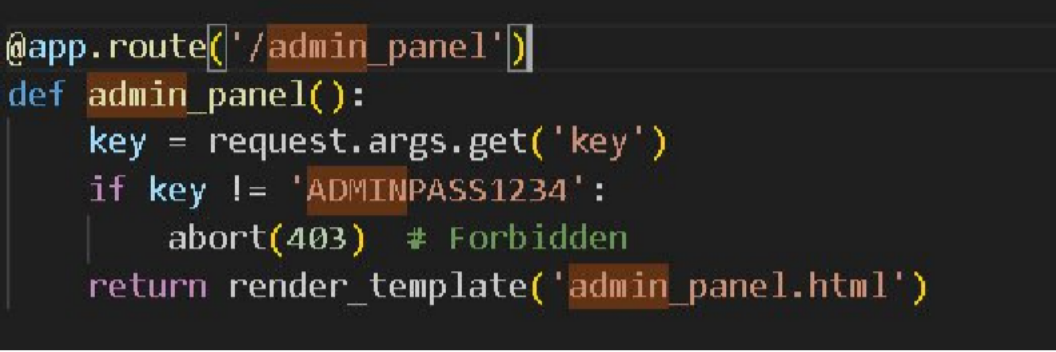 @app.route('/admin_panel')
def admin_panel():
    key = request.args.get('key')
    if key != 'ADMINPASS1234':
        abort(403)  # Forbidden
    return render_template('admin_panel.html')